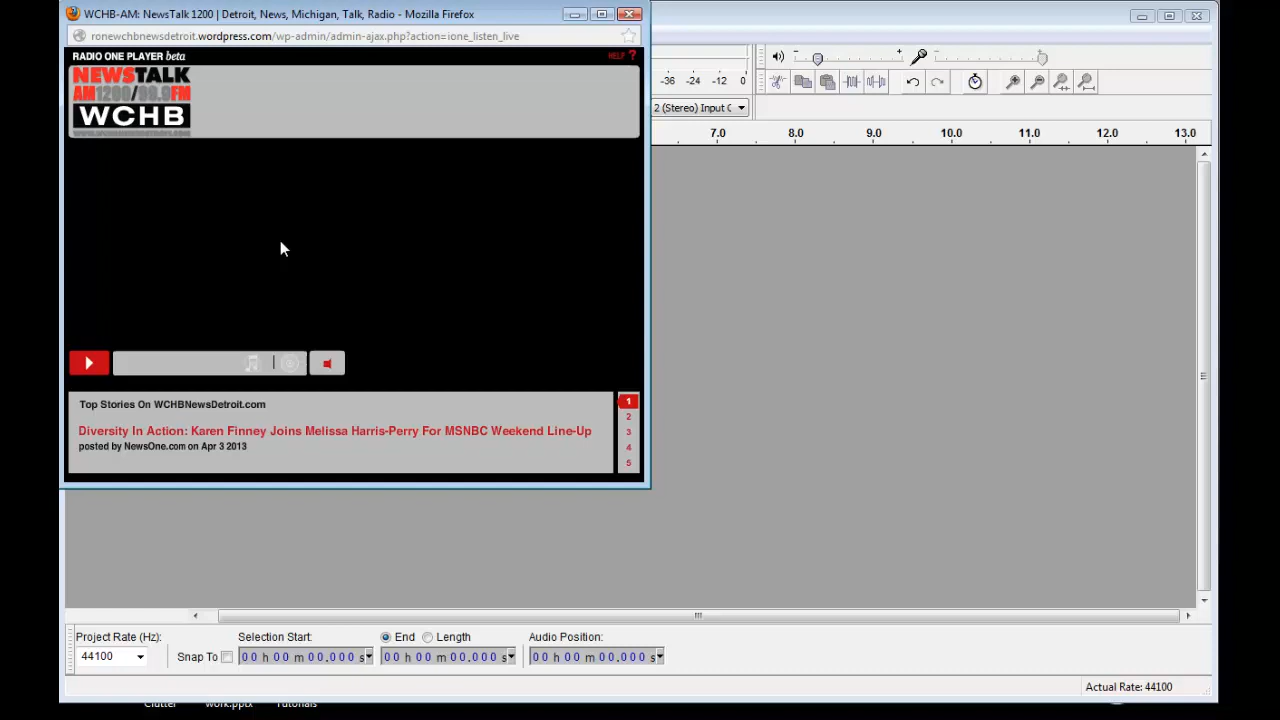 WCHB-AM: NewsTalk 1200 | Detroit, News, Michigan, Talk, Radio - Mozilla Firefox
ronewchbnewsdetroit.wordpress.com/wp-admin/admin-ajax.php?action=ione_listen_live
RADIO ONE PLAYER beta
HELP ?
NEWSTALK
AM1200/99.9FM
WCHB
-36 -24 -12 0
2 (Stereo) Input C
7.0 8.0 9.0 10.0 11.0 12.0 13.0
Top Stories On WCHBNewsDetroit.com
Diversity In Action: Karen Finney Joins Melissa Harris-Perry For MSNBC Weekend Line-Up
posted by NewsOne.com on Apr 3 2013
1
2
3
4
5
Project Rate (Hz): Selection Start: End Length Audio Position:
44100 Snap To 00 h 00 m 00.000 s 00 h 00 m 00.000 s 00 h 00 m 00.000 s
Actual Rate: 44100
Clutter work.pptx Tutorials